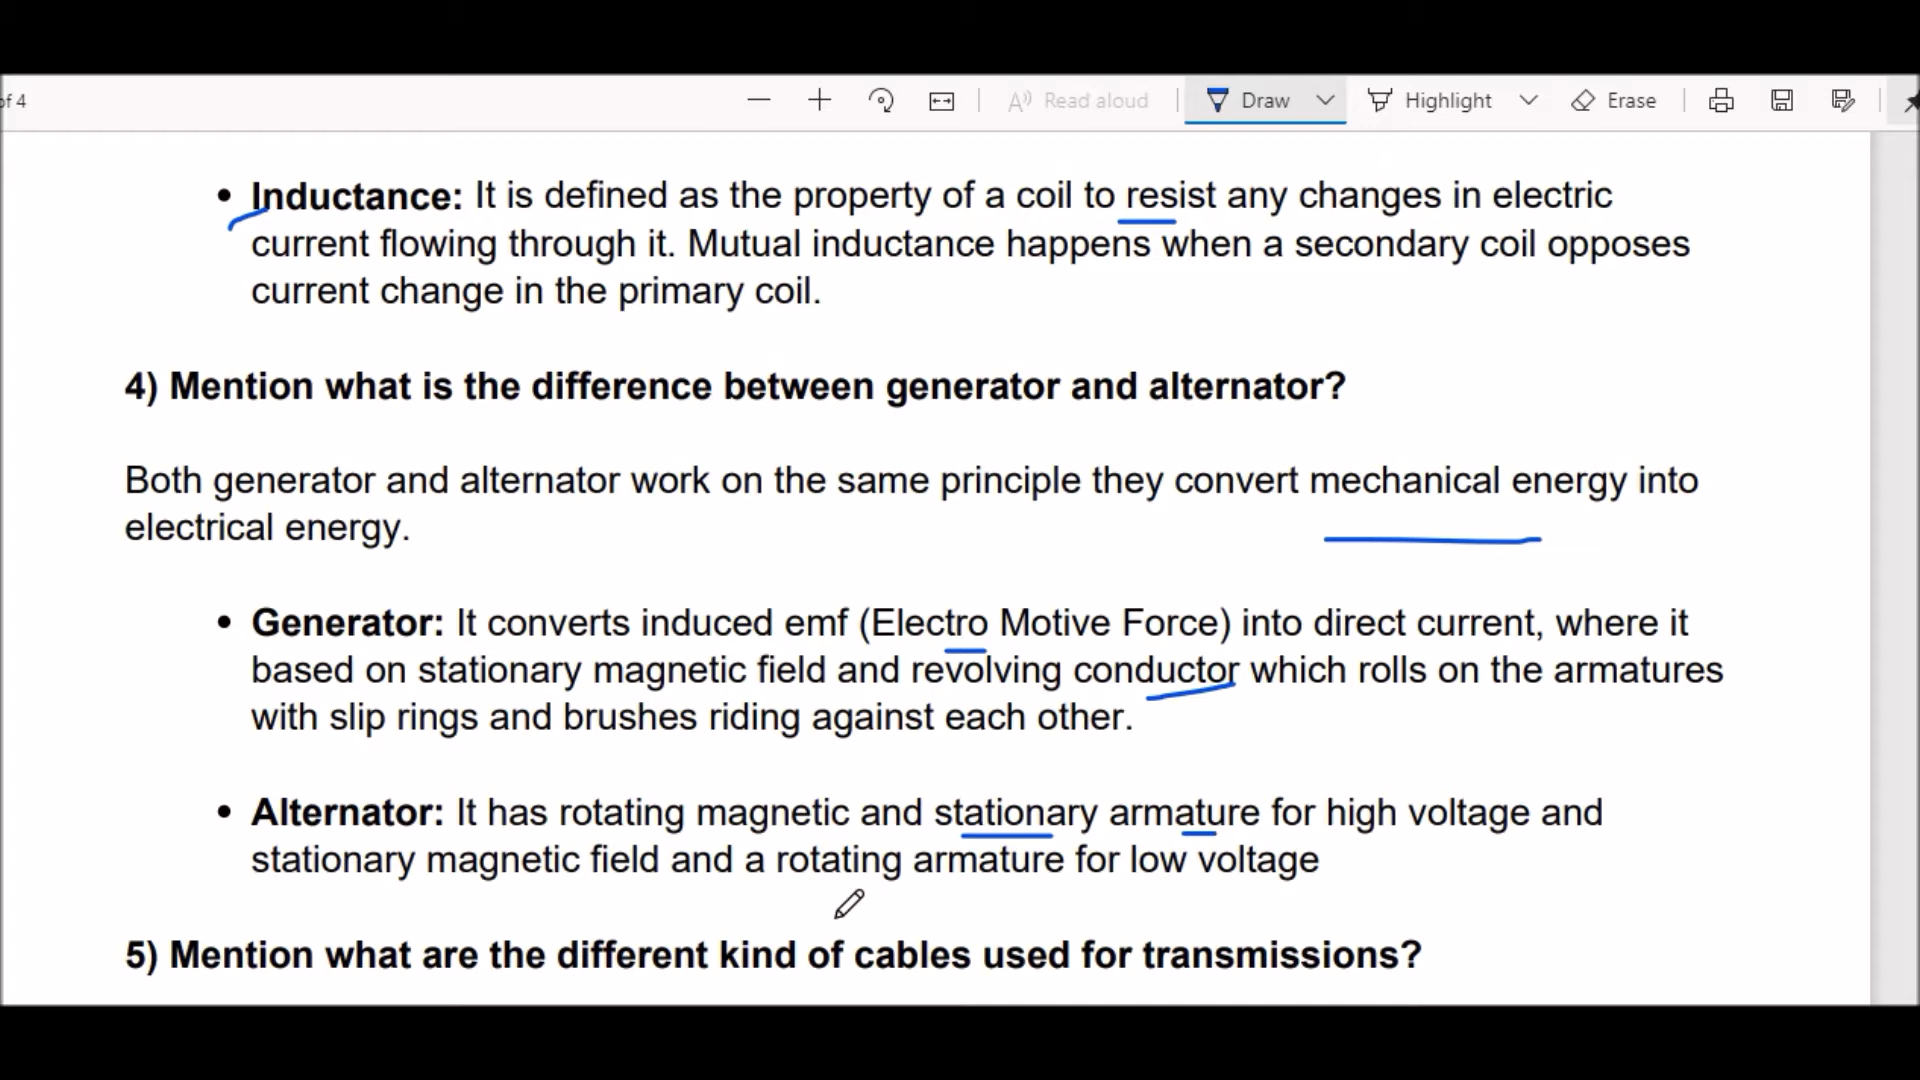 of 4
Read aloud
Draw
Highlight
Erase
• Inductance: It is defined as the property of a coil to resist any changes in electric
current flowing through it. Mutual inductance happens when a secondary coil opposes
current change in the primary coil.
4) Mention what is the difference between generator and alternator?
Both generator and alternator work on the same principle they convert mechanical energy into
electrical energy.
• Generator: It converts induced emf (Electro Motive Force) into direct current, where it
based on stationary magnetic field and revolving conductor which rolls on the armatures
with slip rings and brushes riding against each other.
• Alternator: It has rotating magnetic and stationary armature for high voltage and
stationary magnetic field and a rotating armature for low voltage
5) Mention what are the different kind of cables used for transmissions?